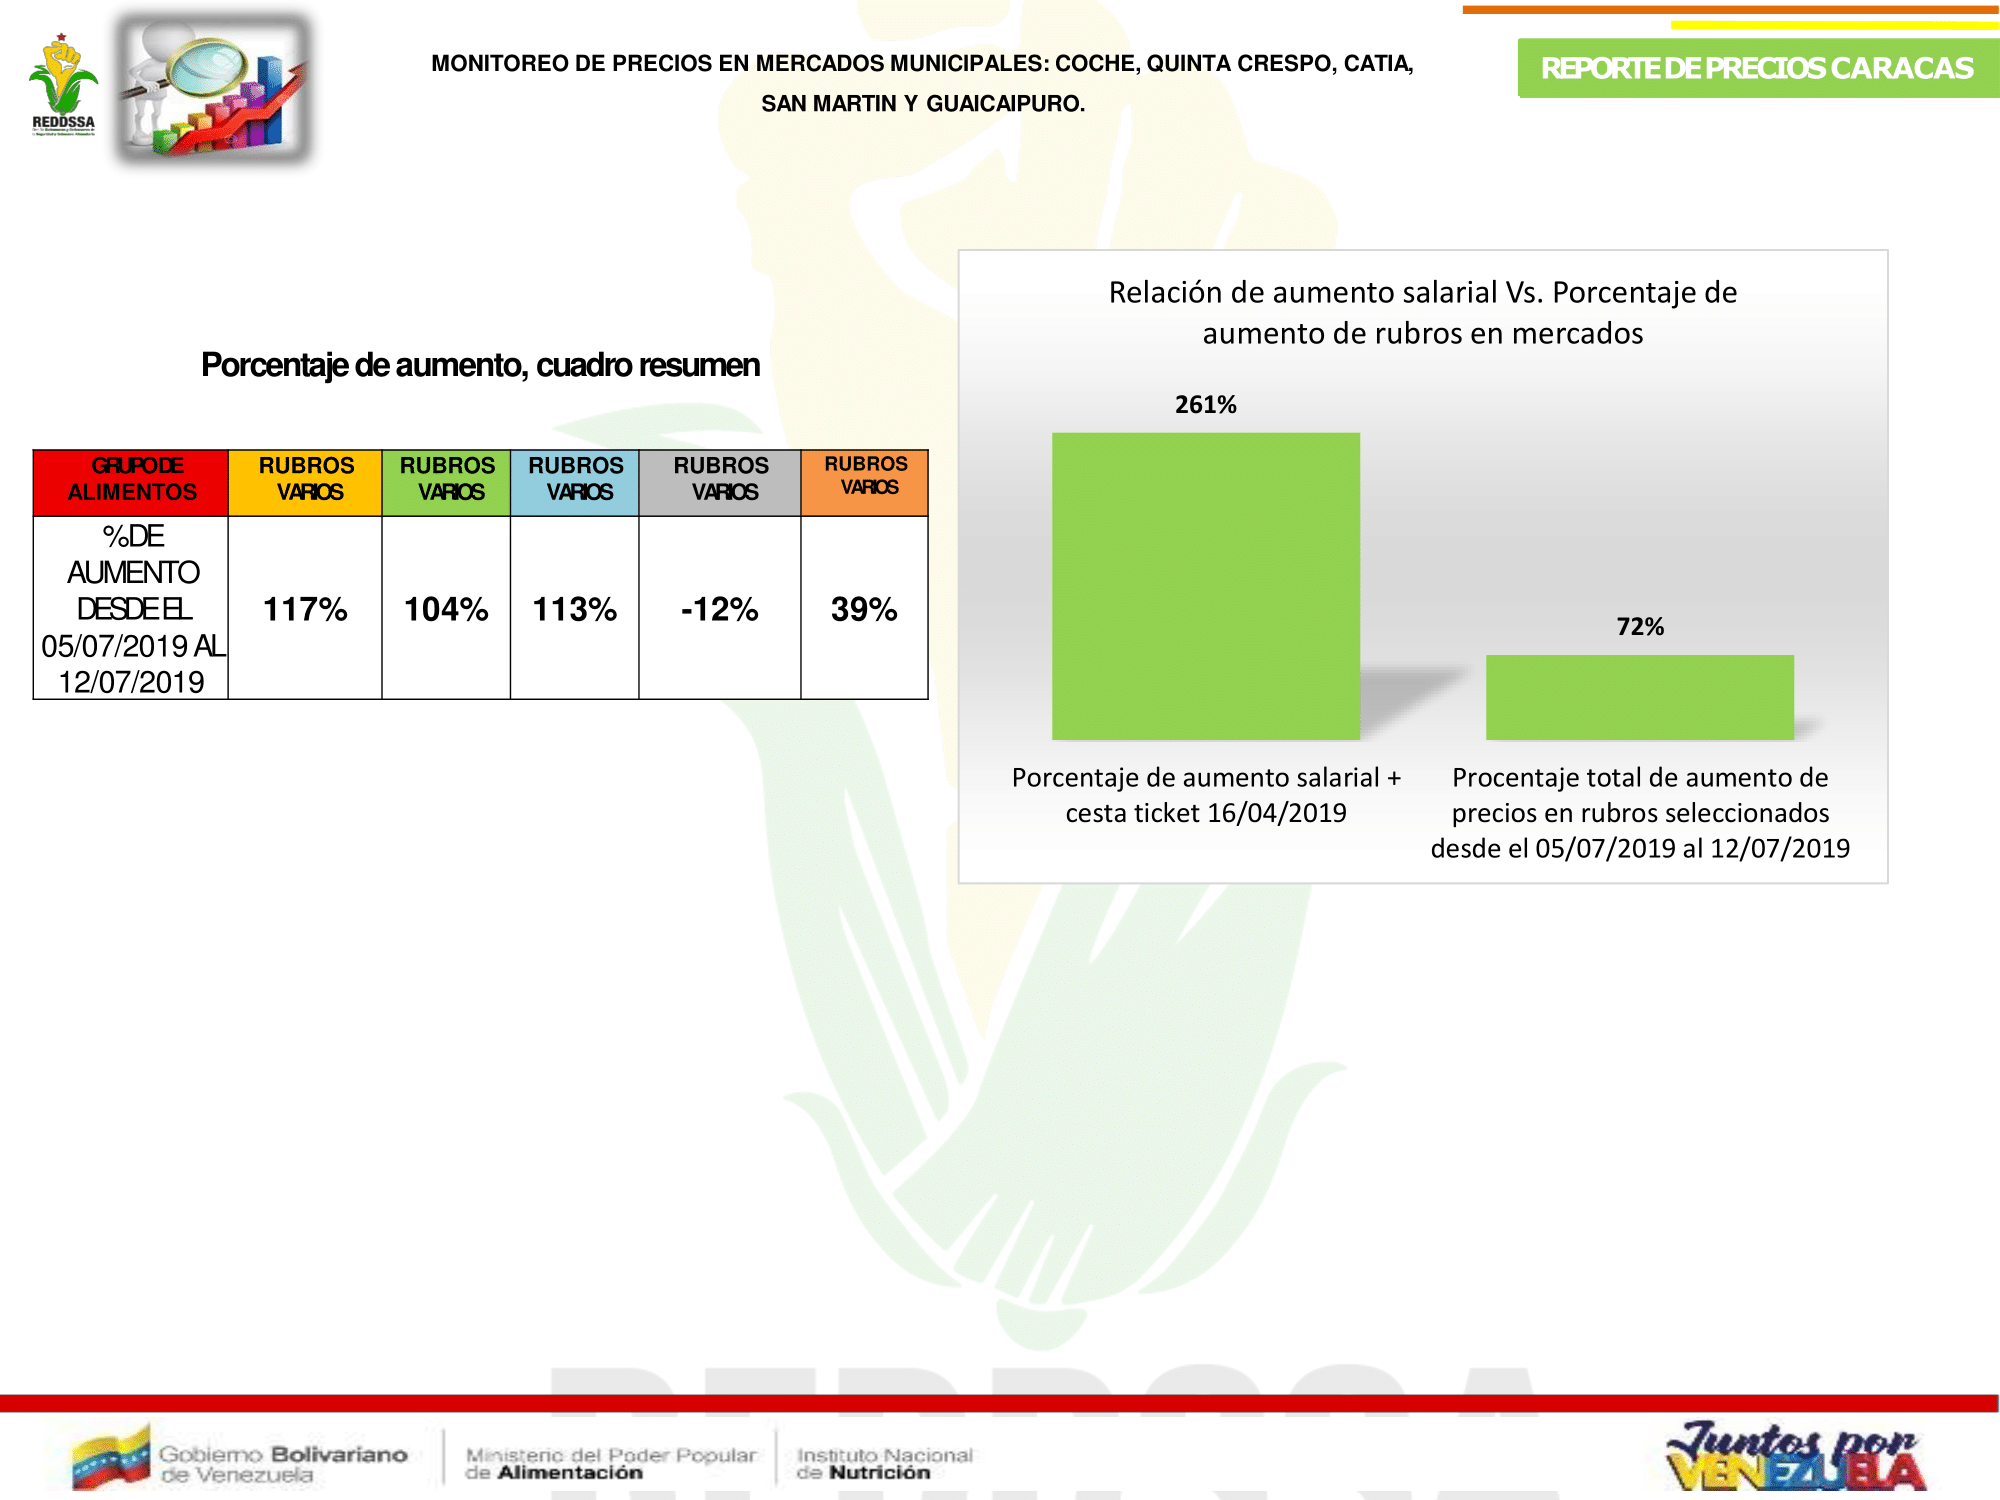 REDDSSA
MONITOREO DE PRECIOS EN MERCADOS MUNICIPALES: COCHE, QUINTA CRESPO, CATIA,
SAN MARTIN Y GUAICAIPURO.
REPORTE DE PRECIOS CARACAS
Porcentaje de aumento, cuadro resumen
GRUPO DE
ALIMENTOS
RUBROS
VARIOS
RUBROS
VARIOS
RUBROS
VARIOS
RUBROS
VARIOS
RUBROS
VARIOS
% DE
AUMENTO
DESDE EL
05/07/2019 AL
12/07/2019
117%
104%
113%
-12%
39%
Relación de aumento salarial Vs. Porcentaje de
aumento de rubros en mercados
261%
72%
Porcentaje de aumento salarial +
cesta ticket 16/04/2019
Procentaje total de aumento de
precios en rubros seleccionados
desde el 05/07/2019 al 12/07/2019
REDDSSA
Gobierno Bolivariano
de Venezuela
Ministerio del Poder Popular
de Alimentación
Instituto Nacional
de Nutrición
Juntos por
VENEZUELA